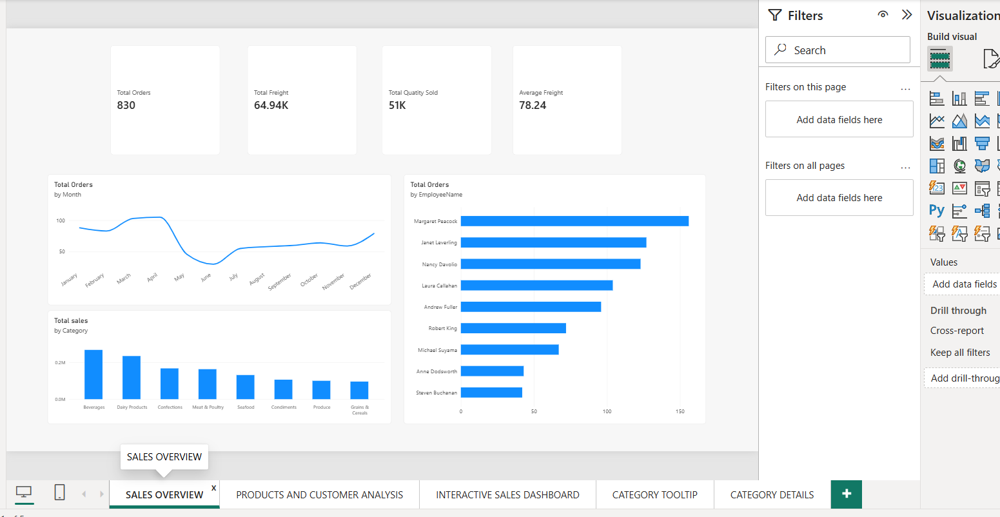 Total Orders
830
Total Freight
64.94K
Total Quatity Sold
51K
Average Freight
78.24
Total Orders
by Month
100
50
January
February
March
April
May
June
July
August
September
October
November
December
Total sales
by Category
0.2M
0.0M
Beverages
Dairy Products
Confections
Meat & Poultry
Seafood
Condiments
Produce
Grains &
Cereals
Total Orders
by EmployeeName
Margaret Peacock
Janet Leverling
Nancy Davolio
Laura Callahan
Andrew Fuller
Robert King
Michael Suyama
Anne Dodsworth
Steven Buchanan
0
50
100
150
SALES OVERVIEW
SALES OVERVIEW
x
PRODUCTS AND CUSTOMER ANALYSIS
INTERACTIVE SALES DASHBOARD
CATEGORY TOOLTIP
CATEGORY DETAILS
+
Filters
Search
Filters on this page
...
Add data fields here
Filters on all pages
...
Add data fields here
Visualization
Build visual
123
Py
Values
Add data fields
Drill through
Cross-report
Keep all filters
Add drill-throug